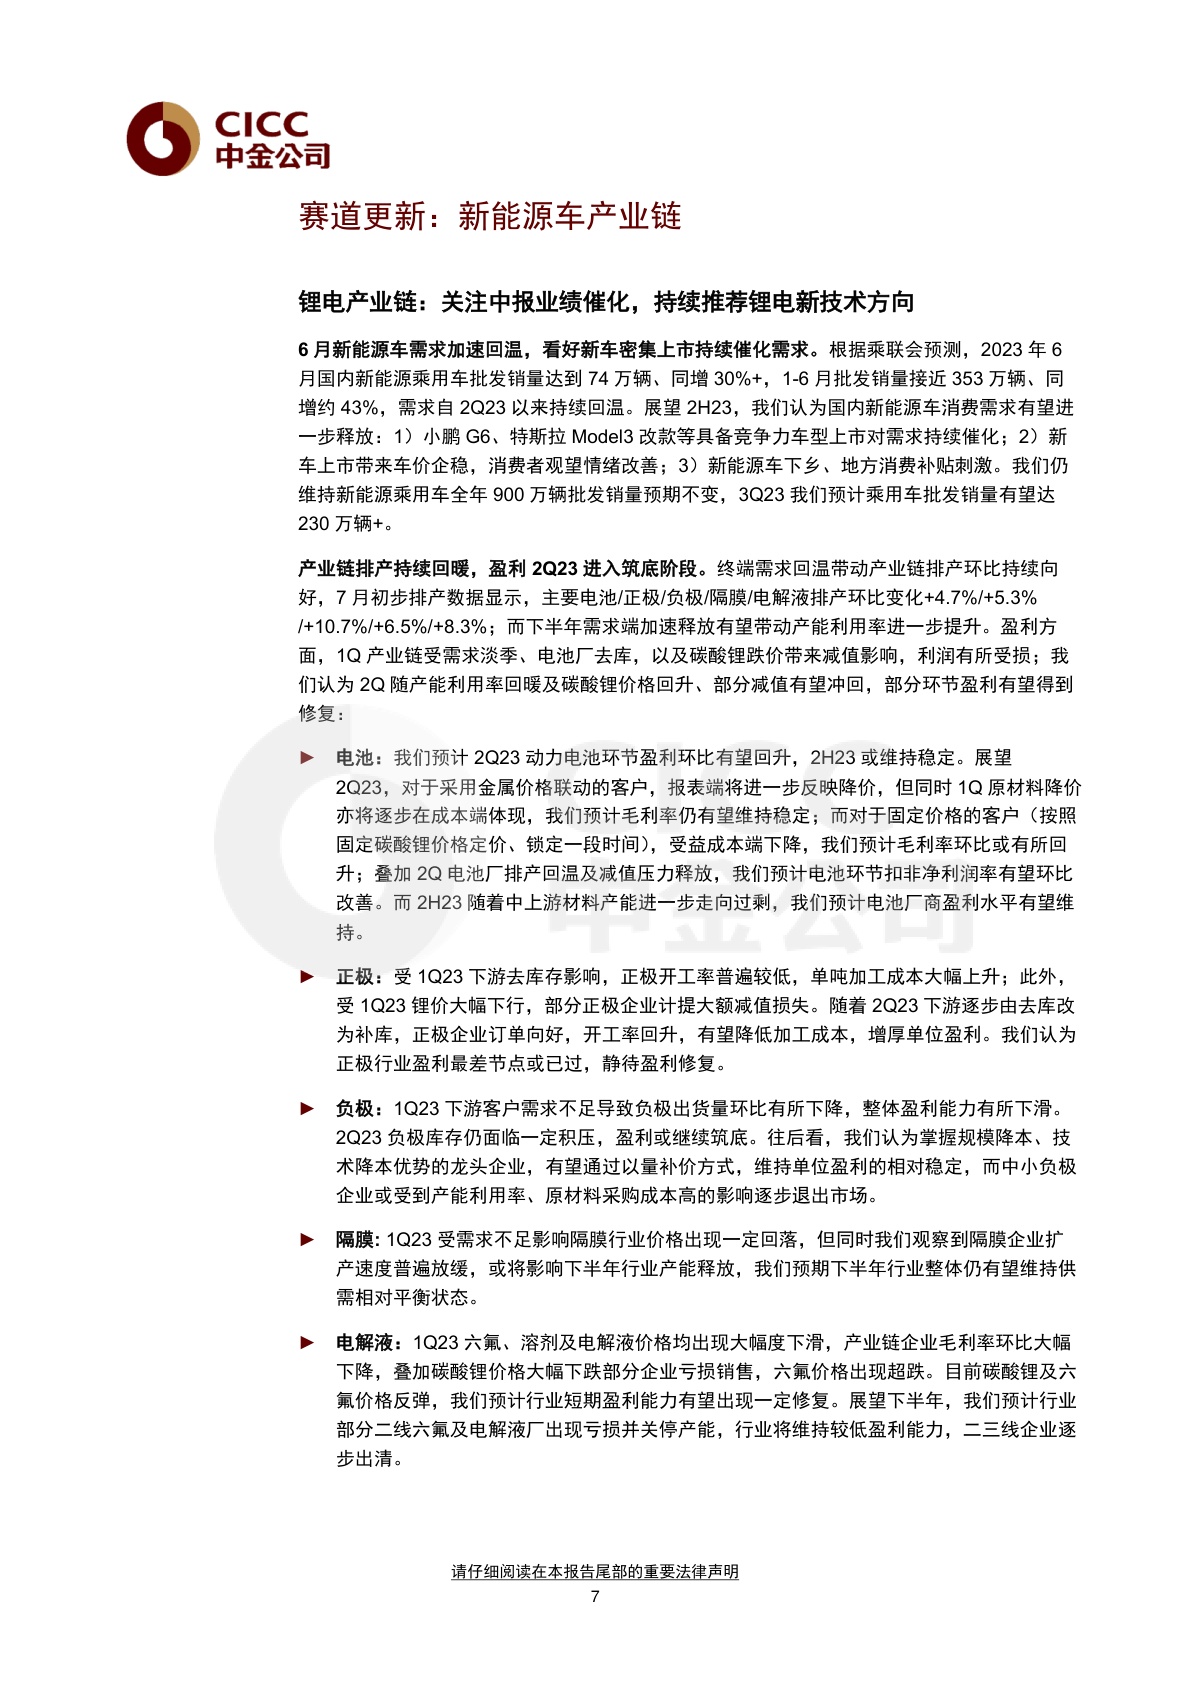 CICC
中金公司
赛道更新：新能源车产业链
锂电产业链：关注中报业绩催化，持续推荐锂电新技术方向
6 月新能源车需求加速回温，看好新车密集上市持续催化需求。根据乘联会预测，2023 年 6
月国内新能源乘用车批发销量达到 74 万辆、同增 30%+，1-6 月批发销量接近 353 万辆、同
增约 43%，需求自 2Q23 以来持续回温。展望 2H23，我们认为国内新能源车消费需求有望进
一步释放：1）小鹏 G6、特斯拉 Model3 改款等具备竞争力车型上市对需求持续催化；2）新
车上市带来车价企稳，消费者观望情绪改善；3）新能源车下乡、地方消费补贴刺激。我们仍
维持新能源乘用车全年 900 万辆批发销量预期不变，3Q23 我们预计乘用车批发销量有望达
230 万辆+。
产业链排产持续回暖，盈利 2Q23 进入筑底阶段。终端需求回温带动产业链排产环比持续向
好，7 月初步排产数据显示，主要电池/正极/负极/隔膜/电解液排产环比变化+4.7%/+5.3%
/+10.7%/+6.5%/+8.3%；而下半年需求端加速释放有望带动产能利用率进一步提升。盈利方
面，1Q 产业链受需求淡季、电池厂去库，以及碳酸锂跌价带来减值影响，利润有所受损；我
们认为 2Q 随产能利用率回暖及碳酸锂价格回升、部分减值有望冲回，部分环节盈利有望得到
修复：
► 电池：我们预计 2Q23 动力电池环节盈利环比有望回升，2H23 或维持稳定。展望
2Q23，对于采用金属价格联动的客户，报表端将进一步反映降价，但同时 1Q 原材料降价
亦将逐步在成本端体现，我们预计毛利率仍有望维持稳定；而对于固定价格的客户（按照
固定碳酸锂价格定价、锁定一段时间），受益成本端下降，我们预计毛利率环比或有所回
升；叠加 2Q 电池厂排产回温及减值压力释放，我们预计电池环节扣非净利润率有望环比
改善。而 2H23 随着中上游材料产能进一步走向过剩，我们预计电池厂商盈利水平有望维
持。
► 正极：受 1Q23 下游去库存影响，正极开工率普遍较低，单吨加工成本大幅上升；此外，
受 1Q23 锂价大幅下行，部分正极企业计提大额减值损失。随着 2Q23 下游逐步由去库改
为补库，正极企业订单向好，开工率回升，有望降低加工成本，增厚单位盈利。我们认为
正极行业盈利最差节点或已过，静待盈利修复。
► 负极：1Q23 下游客户需求不足导致负极出货量环比有所下降，整体盈利能力有所下滑。
2Q23 负极库存仍面临一定积压，盈利或继续筑底。往后看，我们认为掌握规模降本、技
术降本优势的龙头企业，有望通过以量补价方式，维持单位盈利的相对稳定，而中小负极
企业或受到产能利用率、原材料采购成本高的影响逐步退出市场。
► 隔膜: 1Q23 受需求不足影响隔膜行业价格出现一定回落，但同时我们观察到隔膜企业扩
产速度普遍放缓，或将影响下半年行业产能释放，我们预期下半年行业整体仍有望维持供
需相对平衡状态。
► 电解液：1Q23 六氟、溶剂及电解液价格均出现大幅度下滑，产业链企业毛利率环比大幅
下降，叠加碳酸锂价格大幅下跌部分企业亏损销售，六氟价格出现超跌。目前碳酸锂及六
氟价格反弹，我们预计行业短期盈利能力有望出现一定修复。展望下半年，我们预计行业
部分二线六氟及电解液厂出现亏损并关停产能，行业将维持较低盈利能力，二三线企业逐
步出清。
请仔细阅读在本报告尾部的重要法律声明
7